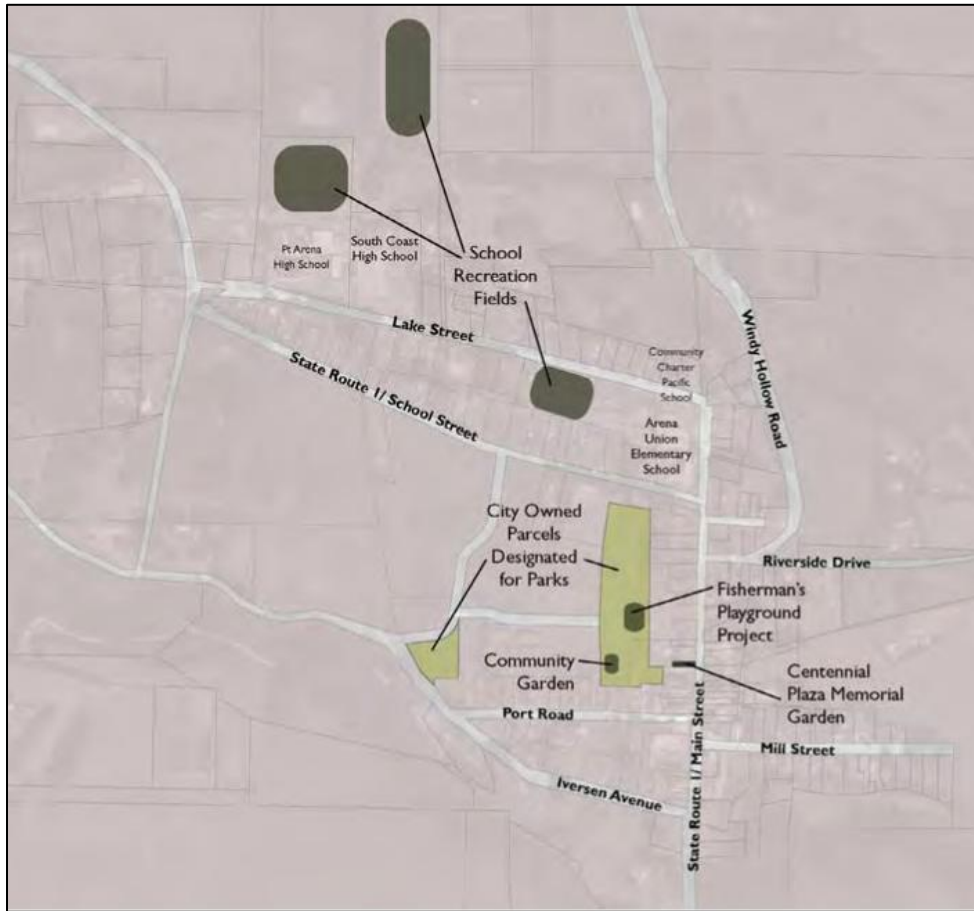 Pt Arena
High School
South Coast
High School
School
Recreation
Fields
Lake Street
State Route 1/ School Street
Windy Hollow Road
Community
Charter
Pacific
School
Arena
Union
Elementary
School
City Owned
Parcels
Designated
for Parks
Riverside Drive
Fisherman's
Playground
Project
Community
Garden
Centennial
Plaza Memorial
Garden
Port Road
State Route 1/ Main Street
Mill Street
Iversen Avenue